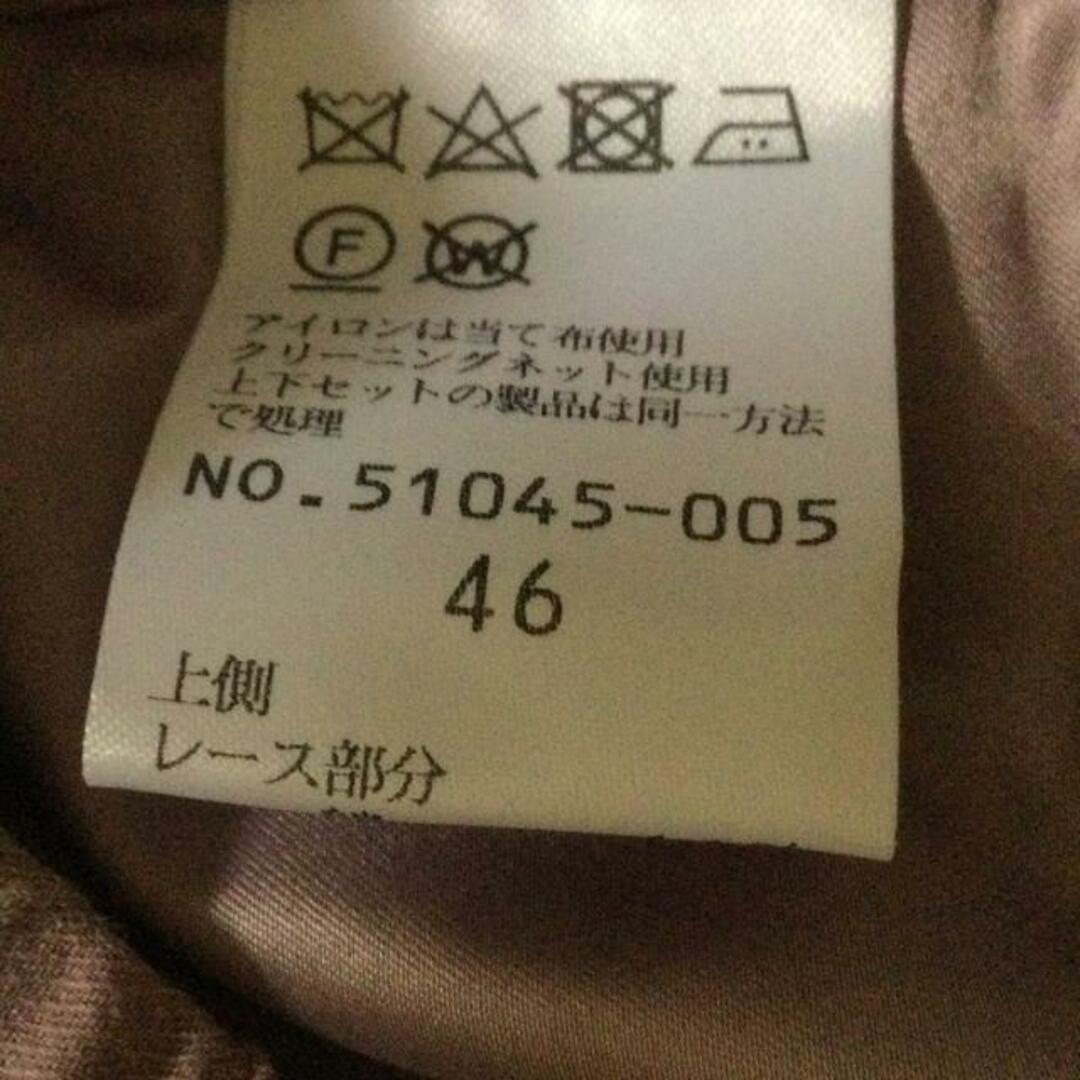 F W
アイロンは当て布使用
クリーニングネット使用
上下セットの製品は同一方法
で処理
NO.51045-005
46
上側
レース部分